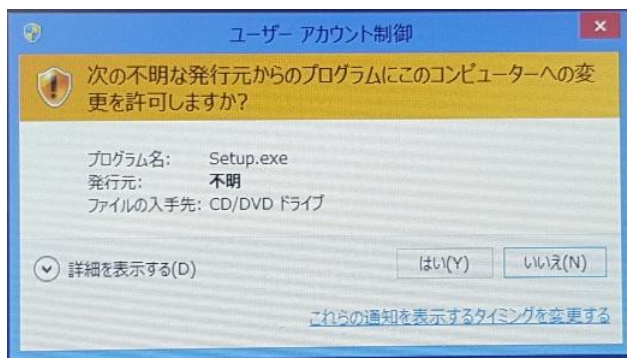 ユーザー アカウント制御
次の不明な発行元からのプログラムにこのコンピューターへの変
更を許可しますか?
プログラム名: Setup.exe
発行元: 不明
ファイルの入手先: CD/DVD ドライブ
詳細を表示する(D)
はい(Y)
いいえ(N)
これらの通知を表示するタイミングを変更する